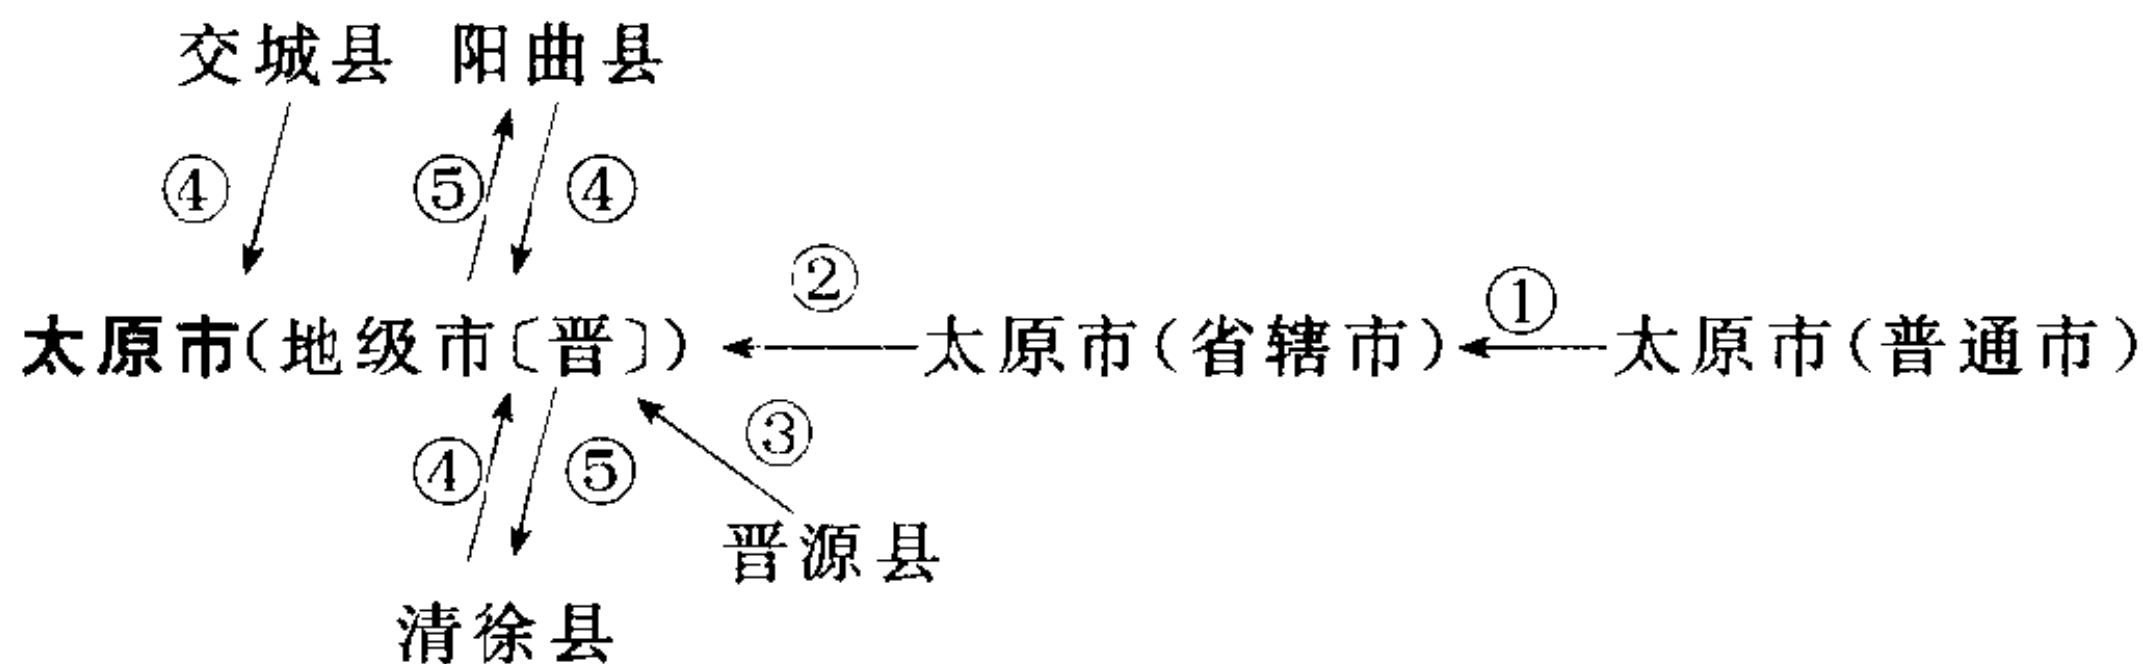 交城县 阳曲县
④ ⑤ ④
②
①
太原市(地级市〔晋〕) 太原市(省辖市) 太原市(普通市)
③
④ ⑤
晋源县
清徐县